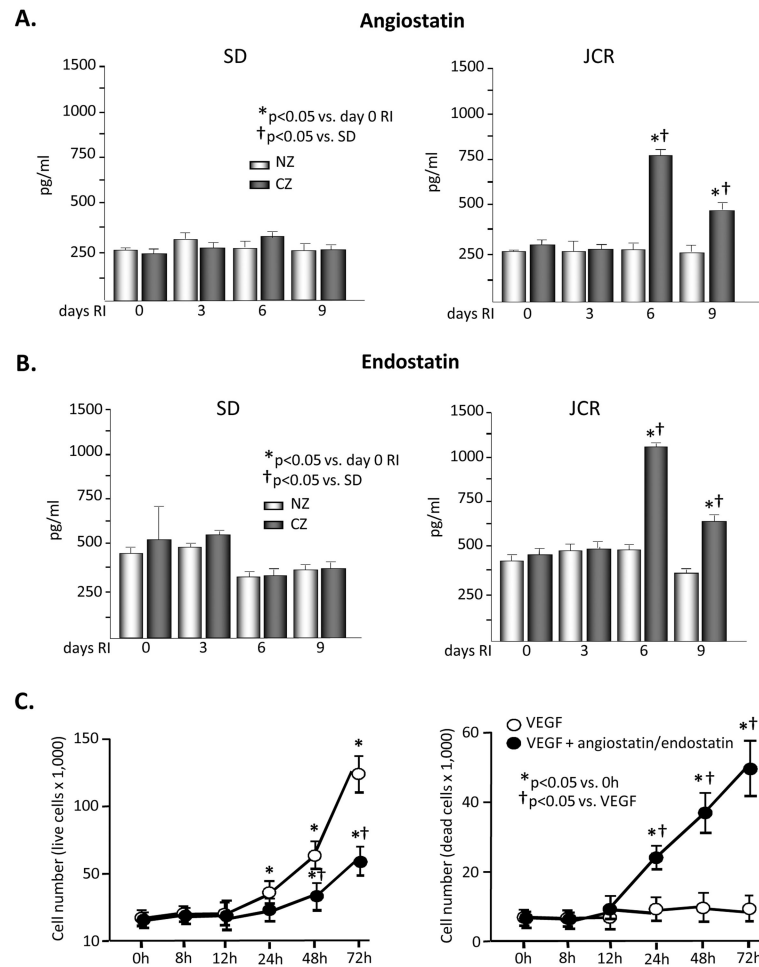 A.
Angiostatin
SD
JCR
1500
1000
750
500
250
pg/ml
*p<0.05 vs. day 0 RI
†p<0.05 vs. SD
NZ
CZ
days RI 0 3 6 9
1500
1000
750
500
250
pg/ml
*†
*†
days RI 0 3 6 9
B.
Endostatin
SD
JCR
1500
1000
750
500
250
pg/ml
*p<0.05 vs. day 0 RI
†p<0.05 vs. SD
NZ
CZ
days RI 0 3 6 9
1500
1000
750
500
250
pg/ml
*†
*†
days RI 0 3 6 9
C.
Cell number (live cells x 1,000)
150
100
50
10
*
*
*
*†
*†
0h 8h 12h 24h 48h 72h
Cell number (dead cells x 1,000)
60
40
20
0
VEGF
VEGF + angiostatin/endostatin
*p<0.05 vs. 0h
†p<0.05 vs. VEGF
*†
*†
*†
0h 8h 12h 24h 48h 72h